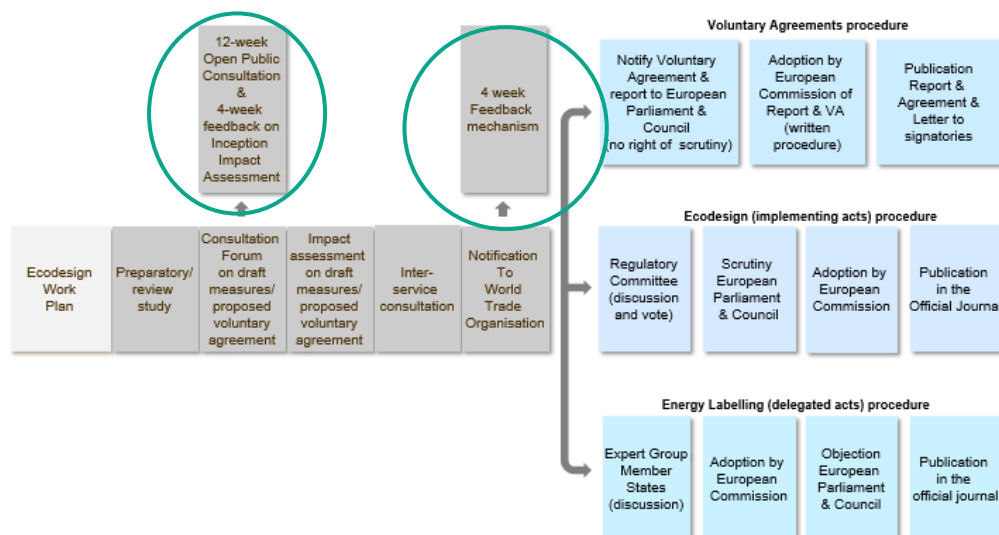 12-week
Open Public
Consultation
&
4-week
feedback on
Inception
Impact
Assessment
4 week
Feedback
mechanism
Voluntary Agreements procedure
Notify Voluntary
Agreement &
report to European
Parliament &
Council
(no right of scrutiny)
Adoption by
European
Commission of
Report & VA
(written
procedure)
Publication
Report &
Agreement &
Letter to
signatories
Ecodesign
Work
Plan
Preparatory/
review
study
Consultation
Forum
on draft
measures/
proposed
voluntary
agreement
Impact
assessment
on draft
measures/
proposed
voluntary
agreement
Inter-
service
consultation
Notification
To
World
Trade
Organisation
Ecodesign (implementing acts) procedure
Regulatory
Committee
(discussion
and vote)
Scrutiny
European
Parliament
& Council
Adoption by
European
Commission
Publication
in the
Official Journal
Energy Labelling (delegated acts) procedure
Expert Group
Member
States
(discussion)
Adoption by
European
Commission
Objection
European
Parliament
& Council
Publication
in the
official journal